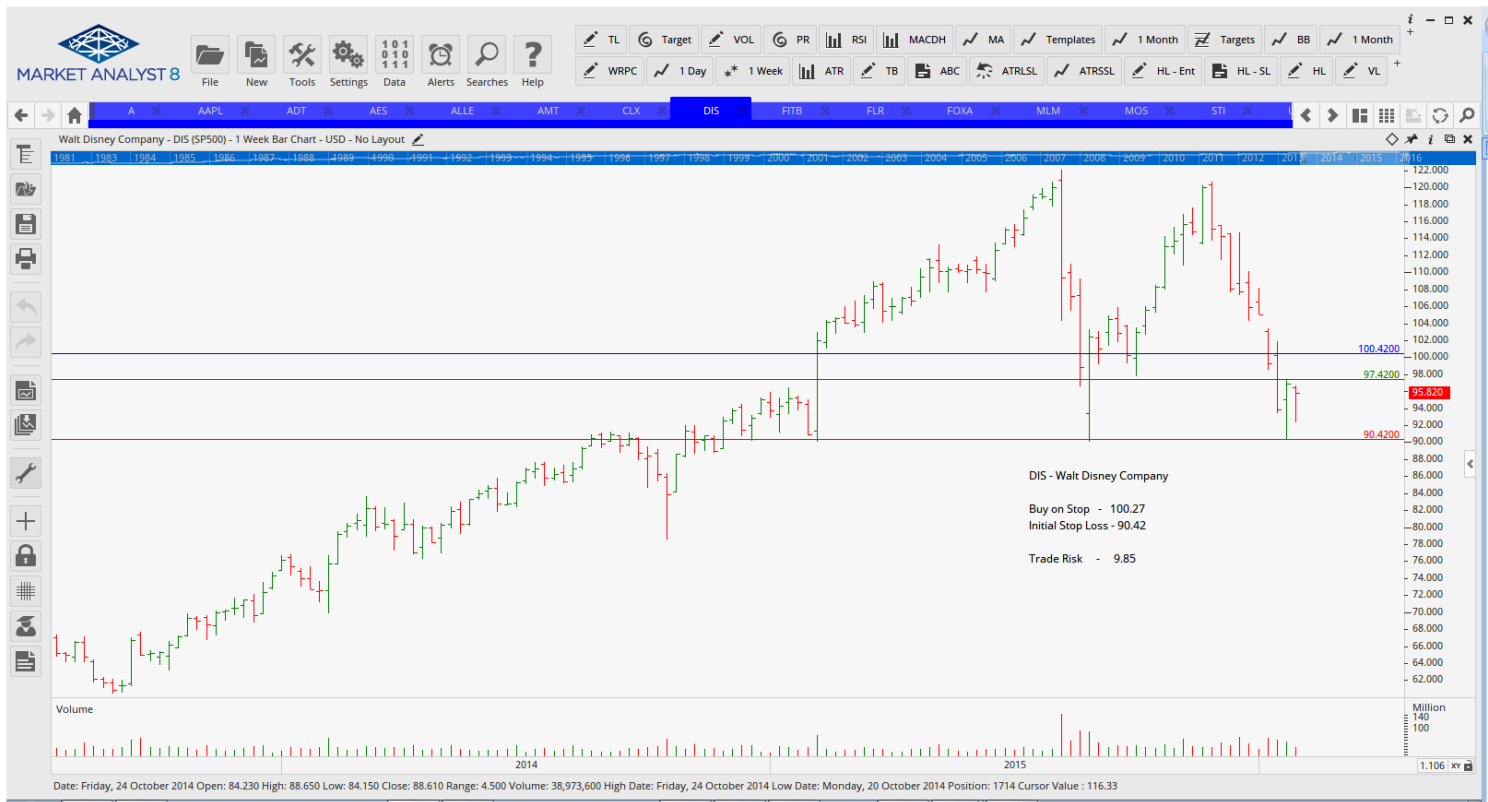 i
TL Target VOL PR RSI MACDH MA Templates 1 Month Targets BB 1 Month +
MARKET ANALYST 8
File New Tools Settings Data Alerts Searches Help
101
010
111
WRPC 1 Day 1 Week ATR TB ABC ATRLSL ATRSSL HL - Ent HL - SL HL VL +
A AAPL ADT AES ALLE AMT CLX DIS FITB FLR FOXA MLM MOS STI
Walt Disney Company - DIS (SP500) - 1 Week Bar Chart - USD - No Layout
1981 1983 1984 1985 1986 1987 1988 1989 1990 1991 1992 1993 1994 1995 1996 1997 1998 1999 2000 2001 2002 2003 2004 2005 2006 2007 2008 2009 2010 2011 2012 2013 2014 2015 2016
122.000
120.000
118.000
116.000
114.000
112.000
110.000
108.000
106.000
104.000
102.000
100.4200
100.000
97.4200
98.000
95.820
94.000
92.000
90.4200
90.000
88.000
86.000
84.000
82.000
80.000
78.000
76.000
74.000
72.000
70.000
68.000
66.000
64.000
62.000
DIS - Walt Disney Company
Buy on Stop - 100.27
Initial Stop Loss - 90.42
Trade Risk - 9.85
Volume
Million
140
100
2014 2015
1.106 XY
Date: Friday, 24 October 2014 Open: 84.230 High: 88.650 Low: 84.150 Close: 88.610 Range: 4.500 Volume: 38,973,600 High Date: Friday, 24 October 2014 Low Date: Monday, 20 October 2014 Position: 1714 Cursor Value : 116.33